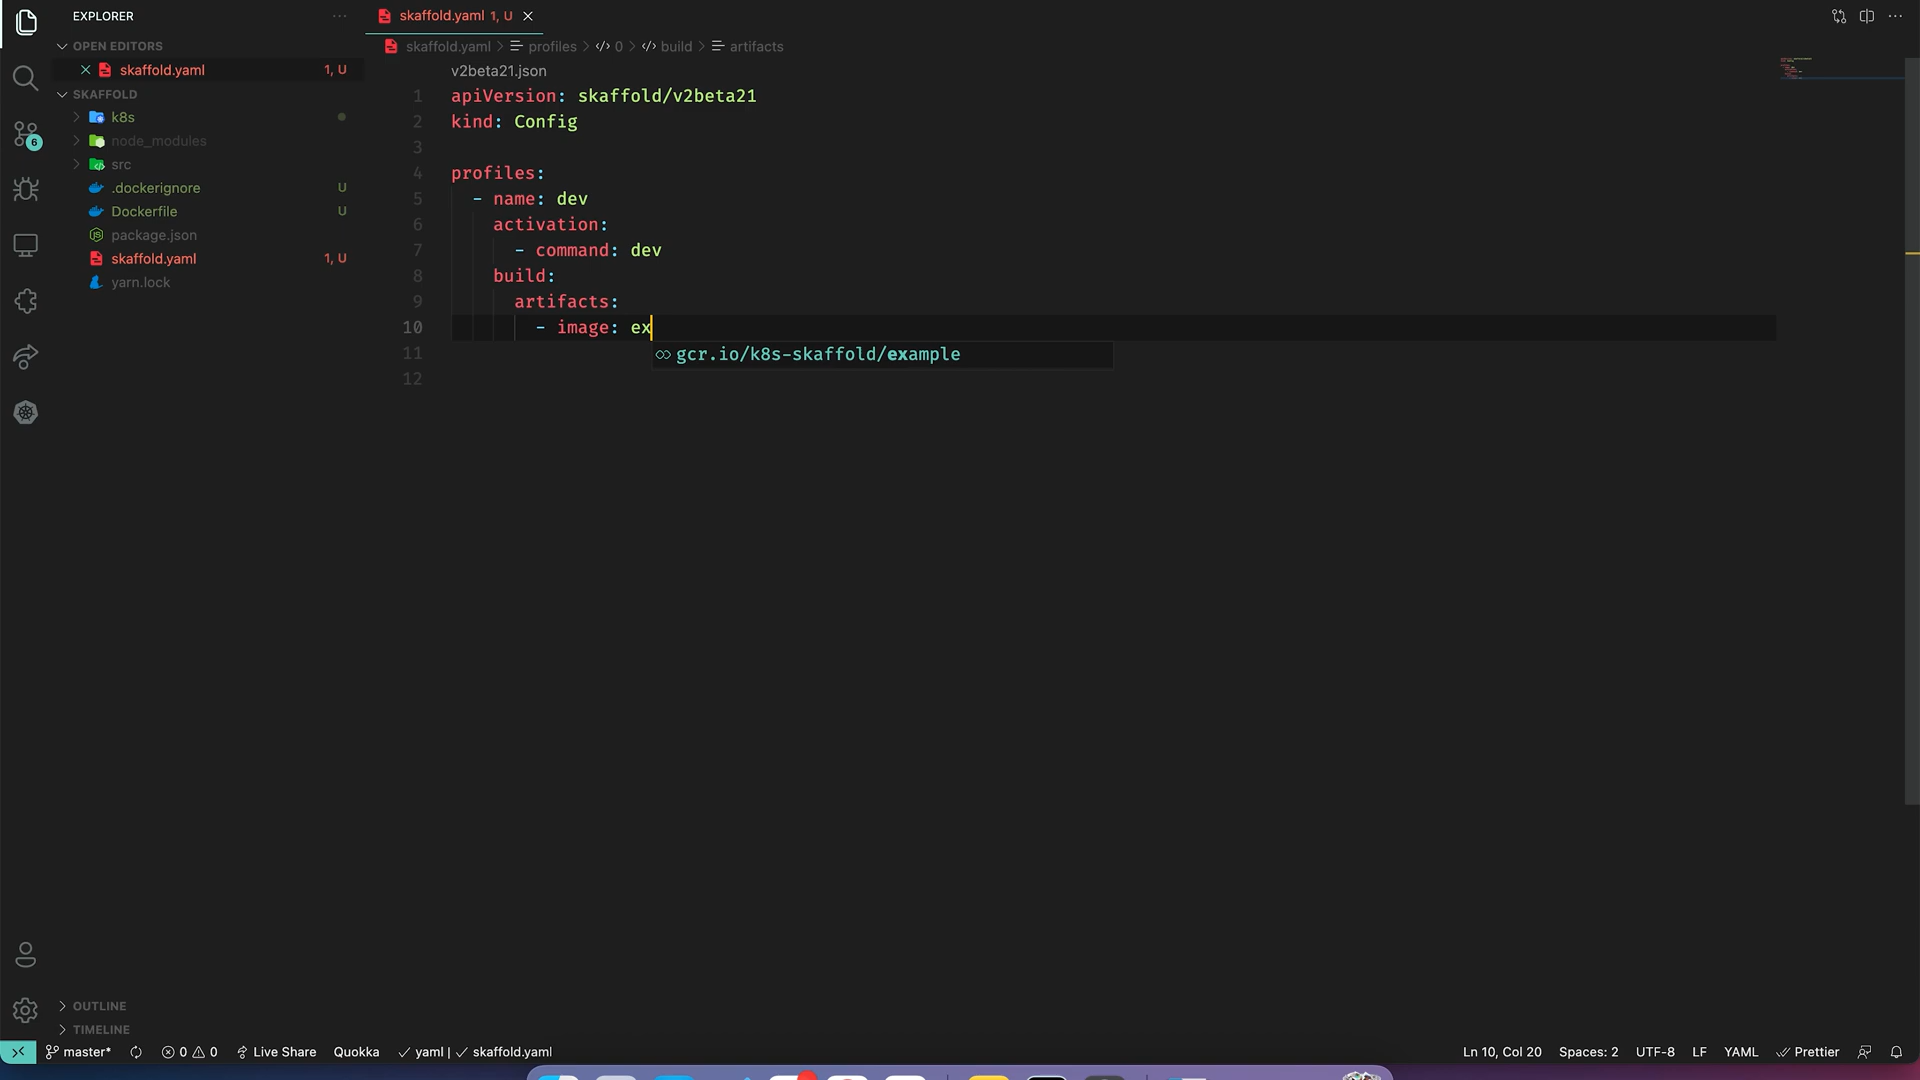 EXPLORER
OPEN EDITORS
skaffold.yaml 1, U
SKAFFOLD
k8s
node_modules
src
.dockerignore U
Dockerfile U
package.json
skaffold.yaml 1, U
yarn.lock
6
OUTLINE
TIMELINE
skaffold.yaml 1, U
skaffold.yaml > profiles > 0 > build > artifacts
v2beta21.json
1 apiVersion: skaffold/v2beta21
2 kind: Config
3
4 profiles:
5 - name: dev
6 activation:
7 - command: dev
8 build:
9 artifacts:
10 - image: ex
gcr.io/k8s-skaffold/example
11
12
master* 0 0 Live Share Quokka yaml | skaffold.yaml Ln 10, Col 20 Spaces: 2 UTF-8 LF YAML Prettier